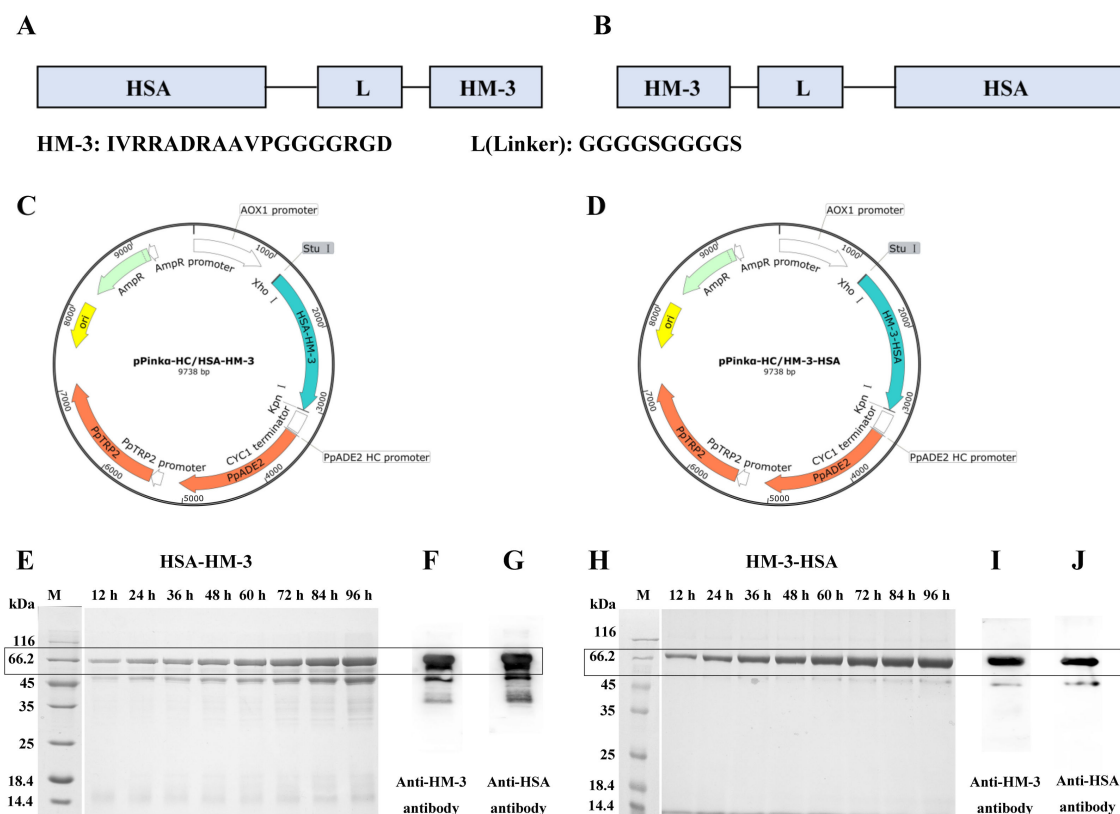 A
B
HSA L HM-3
HM-3 L HSA
HM-3: IVRRADRAAVPGGGGRGD L(Linker): GGGGSGGGGS
C
D
AOX1 promoter
Stu I
Xho I
1000
2000
3000
4000
5000
6000
7000
8000
9000
AmpR promoter
AmpR
ori
HSA-HM-3
pPinkα-HC/HSA-HM-3
9738 bp
Kpn I
CYC1 terminator
PpADE2 HC promoter
PpADE2
PpTRP2 promoter
PpTRP2
AOX1 promoter
Stu I
Xho I
1000
2000
3000
4000
5000
6000
7000
8000
9000
AmpR promoter
AmpR
ori
HM-3-HSA
pPinkα-HC/HM-3-HSA
9738 bp
Kpn I
CYC1 terminator
PpADE2 HC promoter
PpADE2
PpTRP2 promoter
PpTRP2
E HSA-HM-3 F G
kDa M 12 h 24 h 36 h 48 h 60 h 72 h 84 h 96 h
116
66.2
45
35
25
18.4
14.4
Anti-HM-3
antibody
Anti-HSA
antibody
H HM-3-HSA I J
kDa M 12 h 24 h 36 h 48 h 60 h 72 h 84 h 96 h
116
66.2
45
35
25
18.4
14.4
Anti-HM-3
antibody
Anti-HSA
antibody